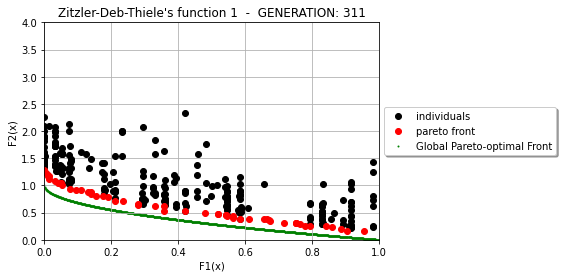 Zitzler-Deb-Thiele's function 1 - GENERATION: 311
4.0
3.5
3.0
2.5
2.0
1.5
1.0
0.5
0.0
F2(x)
0.0 0.2 0.4 0.6 0.8 1.0
F1(x)
individuals
pareto front
Global Pareto-optimal Front